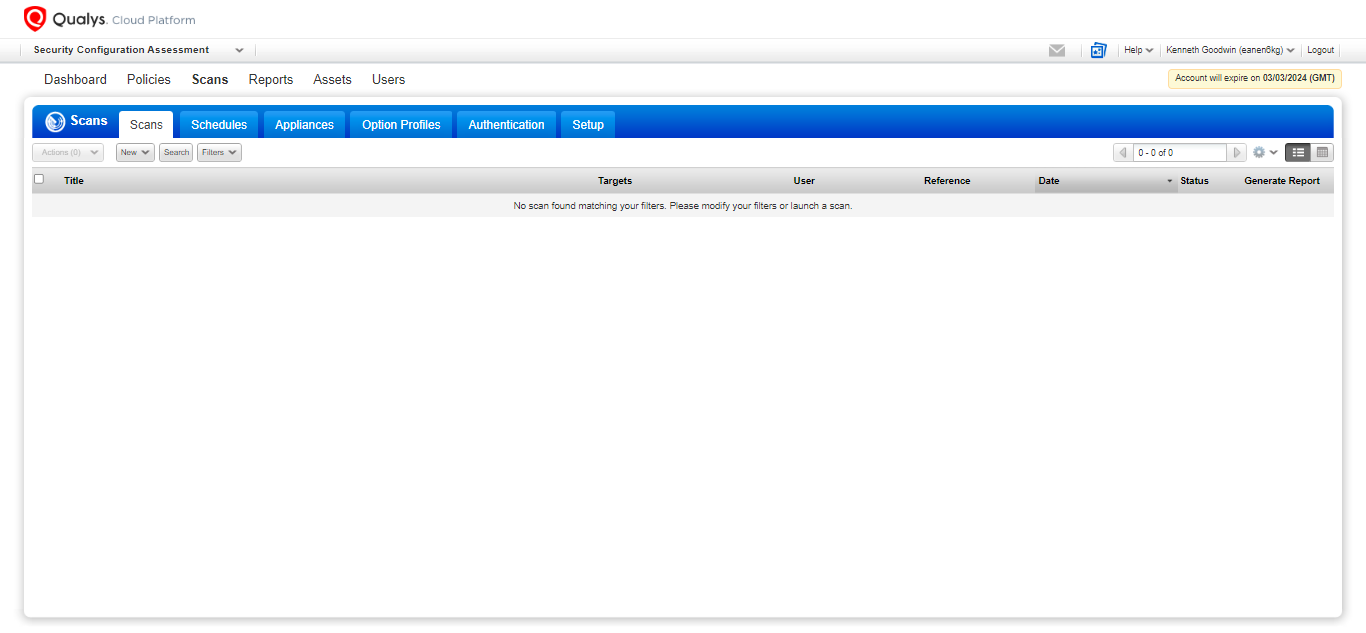 Qualys. Cloud Platform
Security Configuration Assessment
Help
Kenneth Goodwin (eanen6kg)
Logout
Dashboard Policies Scans Reports Assets Users
Account will expire on 03/03/2024 (GMT)
Scans
Scans Schedules Appliances Option Profiles Authentication Setup
Actions (0) New Search Filters
0 - 0 of 0
Title Targets User Reference Date Status Generate Report
No scan found matching your filters. Please modify your filters or launch a scan.